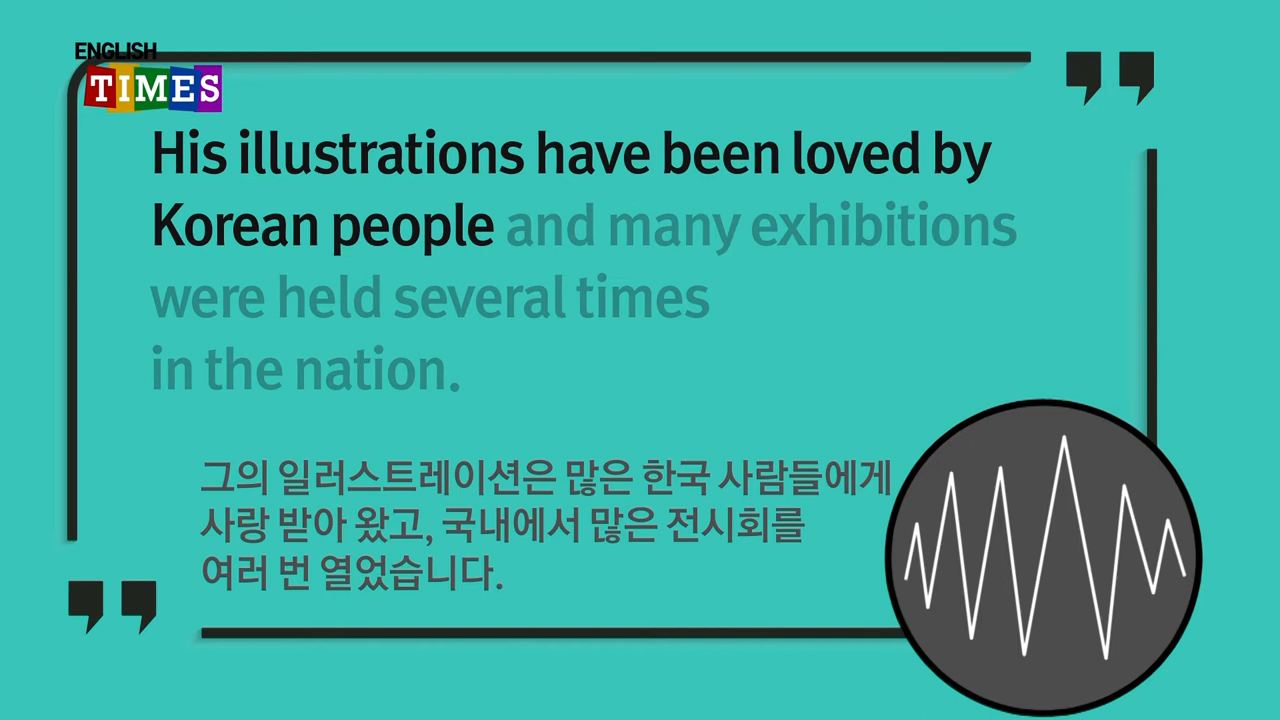 ENGLISH
TIMES
His illustrations have been loved by
Korean people and many exhibitions
were held several times
in the nation.
그의 일러스트레이션은 많은 한국 사람들에게
사랑 받아 왔고, 국내에서 많은 전시회를
여러 번 열었습니다.